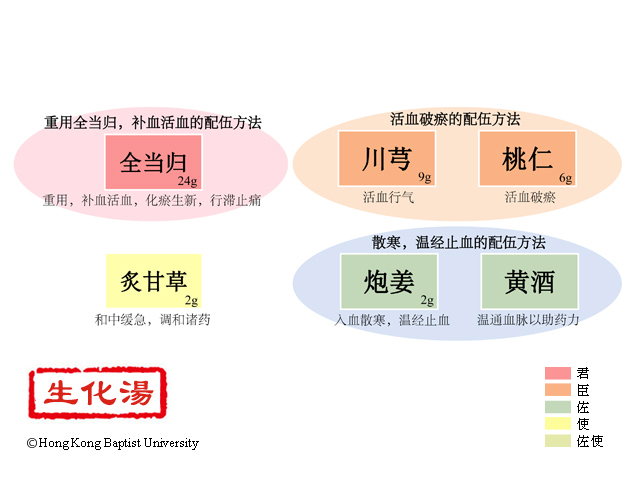 重用全当归，补血活血的配伍方法
全当归
24g
重用，补血活血，化瘀生新，行滞止痛
活血破瘀的配伍方法
川芎
9g
活血行气
桃仁
6g
活血破瘀
炙甘草
2g
和中缓急，调和诸药
散寒，温经止血的配伍方法
炮姜
2g
入血散寒，温经止血
黄酒
温通血脉以助药力
生化湯
©Hong Kong Baptist University
君
臣
佐
使
佐使